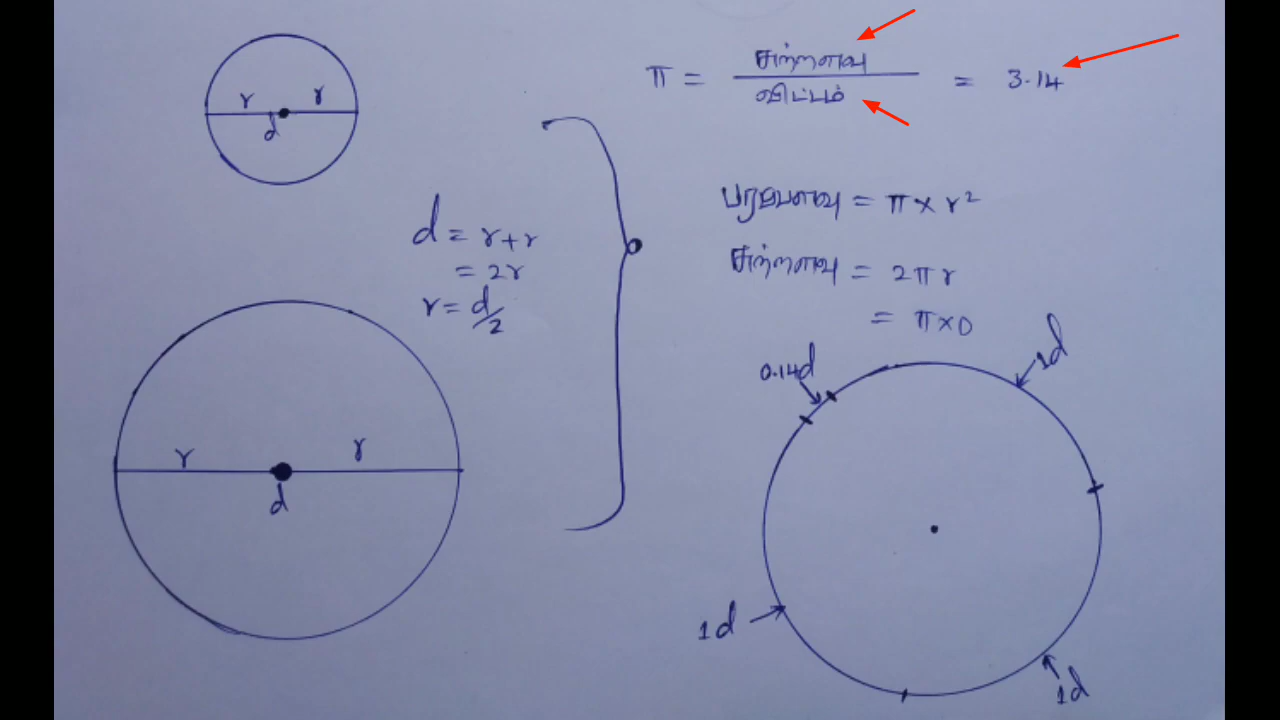 r r
d
d = r+r
= 2r
r = d/2
r r
d
சுற்றளவு
π = ―――― = 3.14
விட்டம்
பரப்பளவு = π × r²
சுற்றளவு = 2πr
= π×D
0.14d
1d
1d
1d